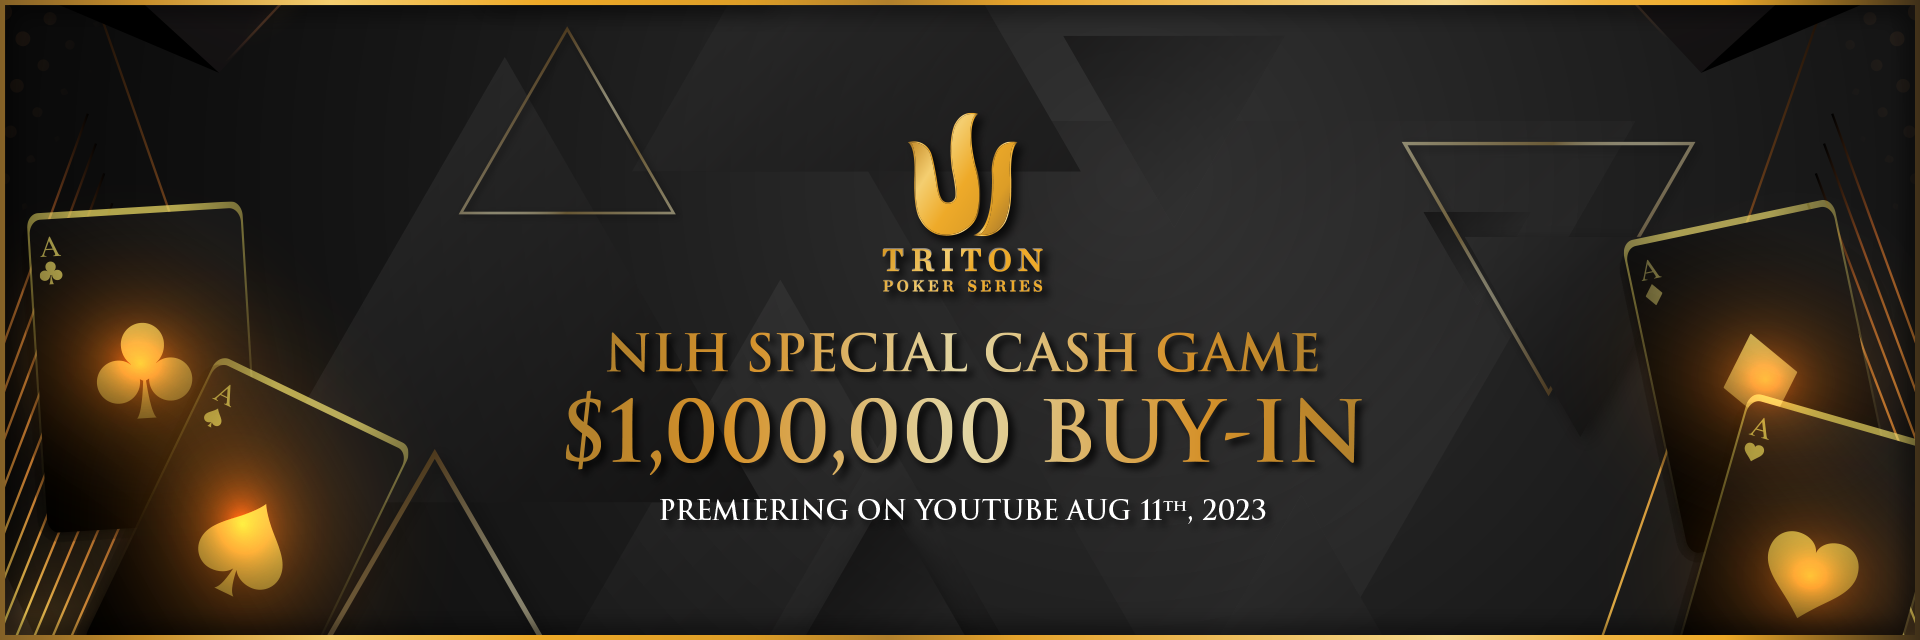 A
A
A
A
TRITON
POKER SERIES
NLH SPECIAL CASH GAME
$1,000,000 BUY-IN
PREMIERING ON YOUTUBE AUG 11TH, 2023